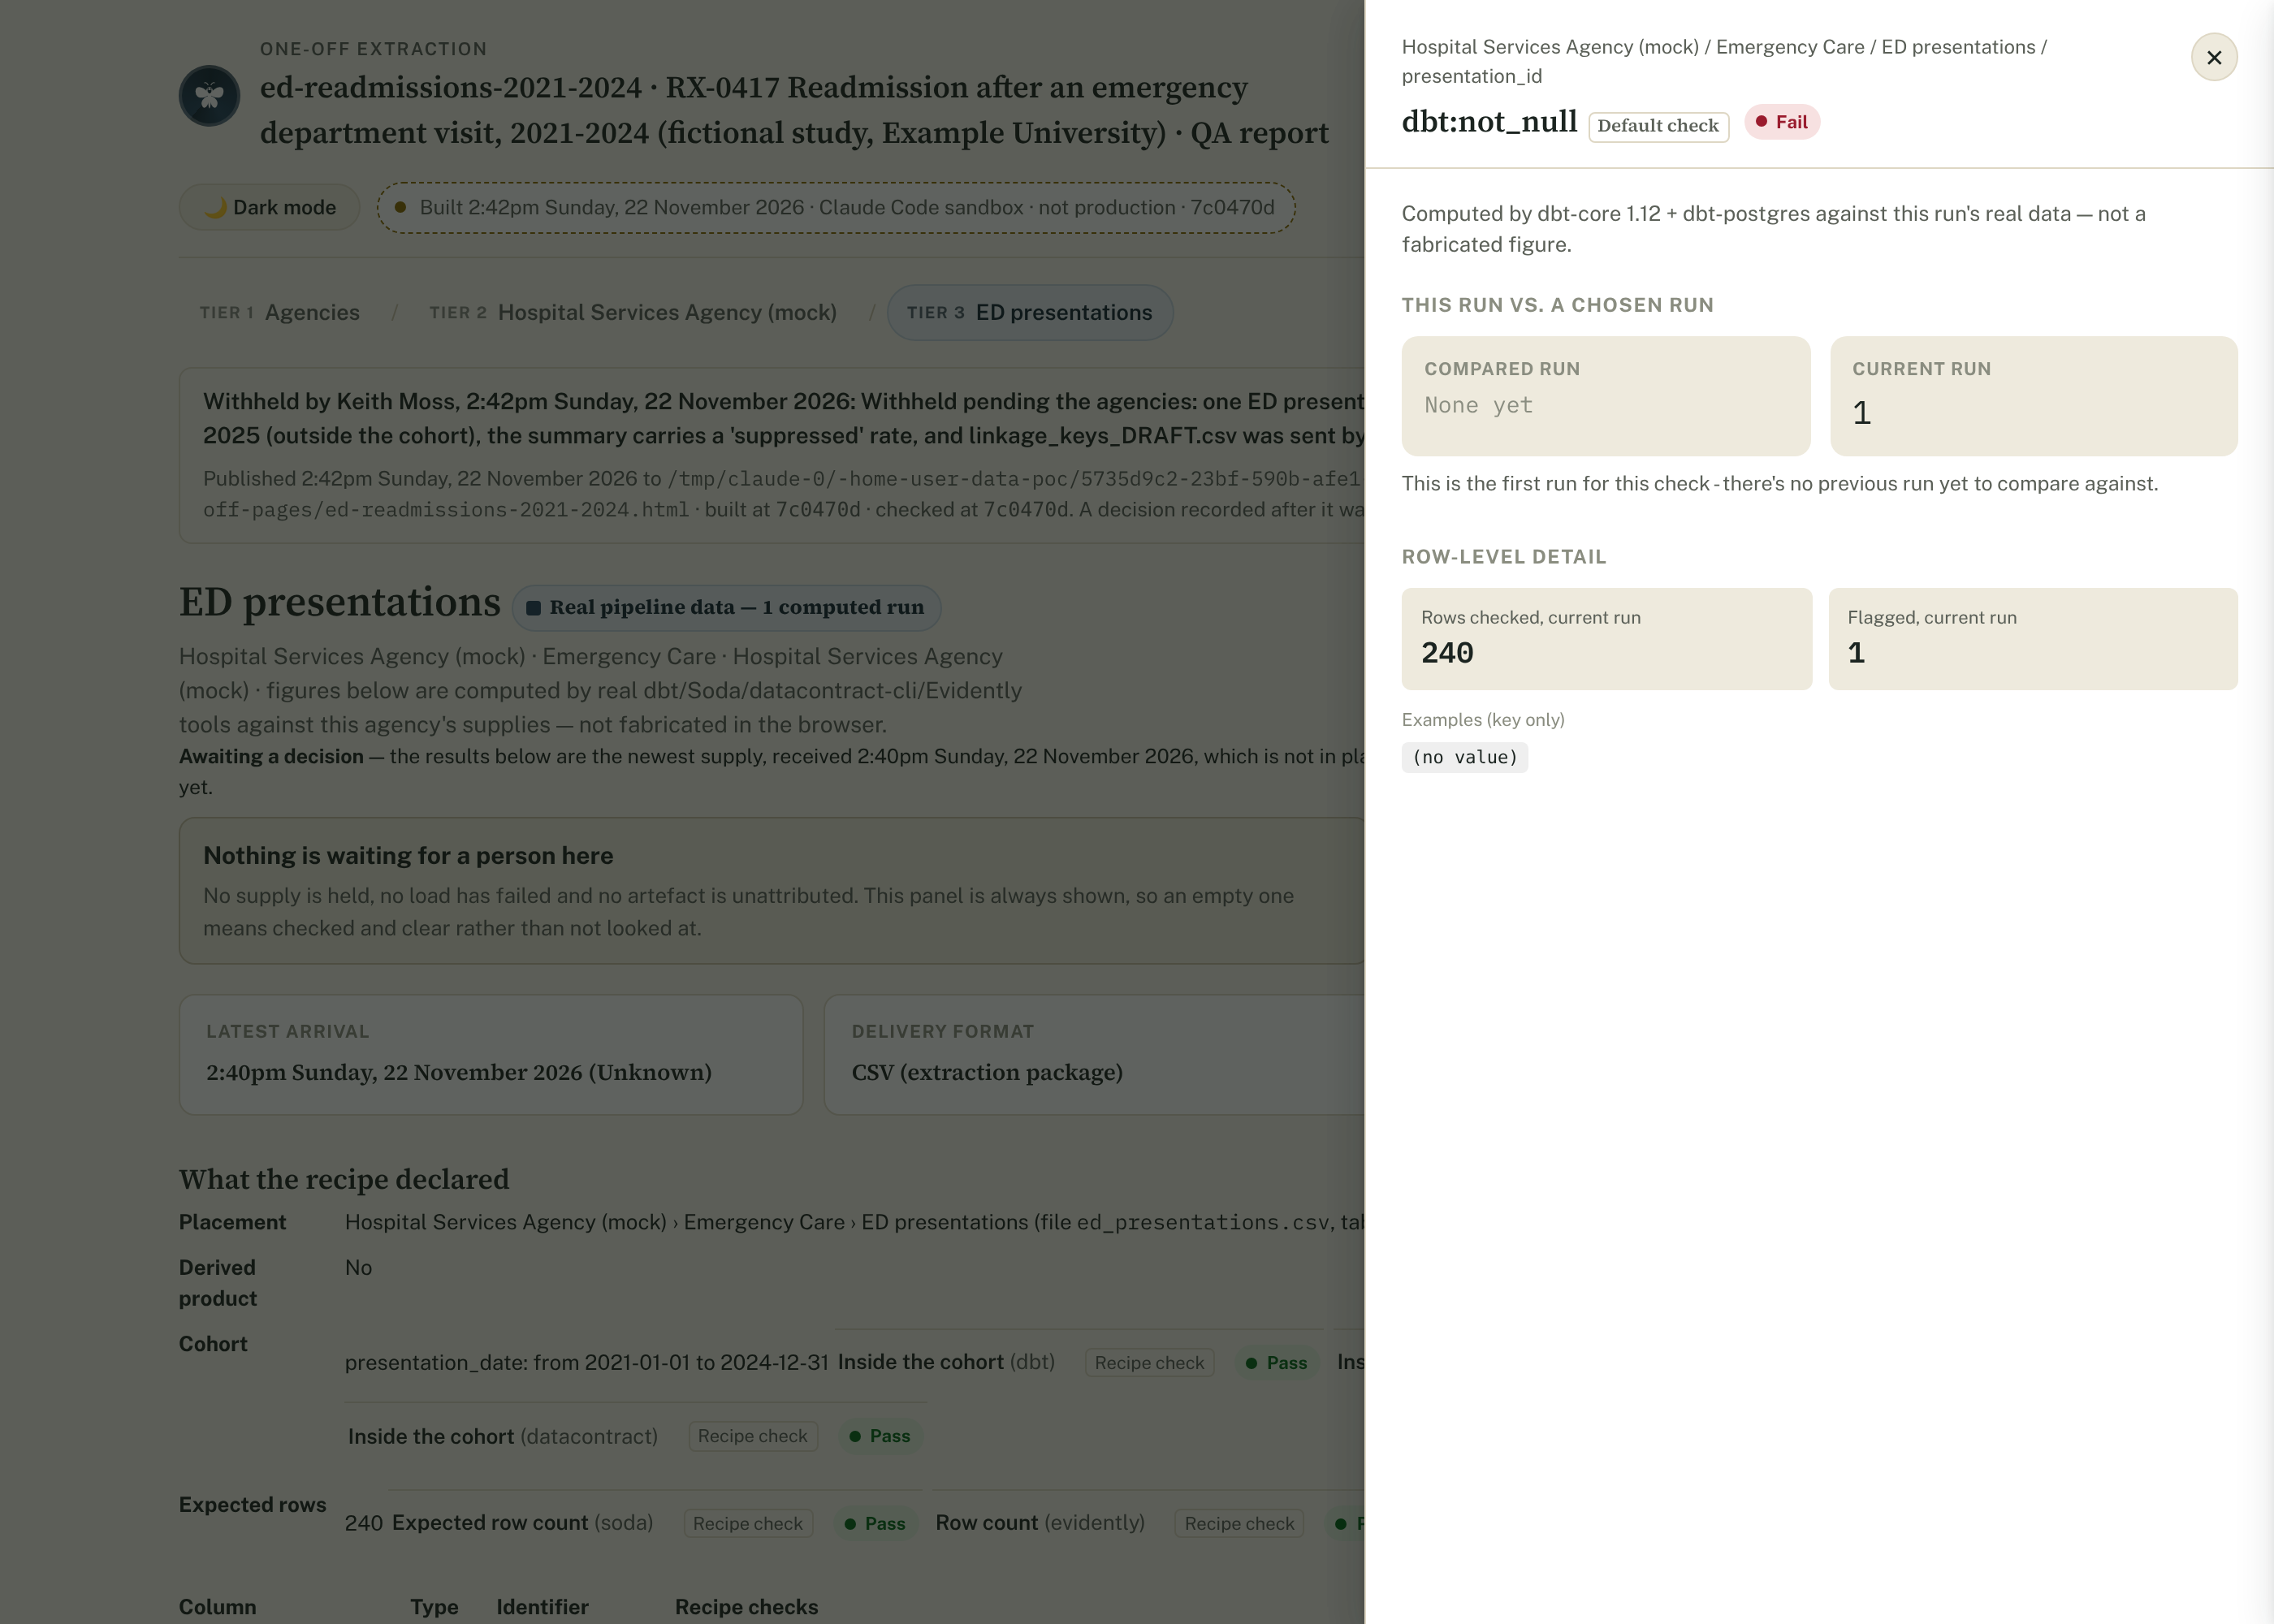 ONE-OFF EXTRACTION
ed-readmissions-2021-2024 · RX-0417 Readmission after an emergency
department visit, 2021-2024 (fictional study, Example University) · QA report
🌙 Dark mode
Built 2:42pm Sunday, 22 November 2026 · Claude Code sandbox · not production · 7c0470d
TIER 1 Agencies / TIER 2 Hospital Services Agency (mock) / TIER 3 ED presentations
Withheld by Keith Moss, 2:42pm Sunday, 22 November 2026: Withheld pending the agencies: one ED present
2025 (outside the cohort), the summary carries a 'suppressed' rate, and linkage_keys_DRAFT.csv was sent by
Published 2:42pm Sunday, 22 November 2026 to /tmp/claude-0/-home-user-data-poc/5735d9c2-23bf-590b-afe1
off-pages/ed-readmissions-2021-2024.html · built at 7c0470d · checked at 7c0470d. A decision recorded after it wa
ED presentations
Real pipeline data — 1 computed run
Hospital Services Agency (mock) · Emergency Care · Hospital Services Agency
(mock) · figures below are computed by real dbt/Soda/datacontract-cli/Evidently
tools against this agency's supplies — not fabricated in the browser.
Awaiting a decision — the results below are the newest supply, received 2:40pm Sunday, 22 November 2026, which is not in pla
yet.
Nothing is waiting for a person here
No supply is held, no load has failed and no artefact is unattributed. This panel is always shown, so an empty one
means checked and clear rather than not looked at.
LATEST ARRIVAL
2:40pm Sunday, 22 November 2026 (Unknown)
DELIVERY FORMAT
CSV (extraction package)
What the recipe declared
Placement Hospital Services Agency (mock) › Emergency Care › ED presentations (file ed_presentations.csv, tab
Derived
product
No
Cohort
presentation_date: from 2021-01-01 to 2024-12-31 Inside the cohort (dbt) Recipe check Pass Ins
Inside the cohort (datacontract) Recipe check Pass
Expected rows
240 Expected row count (soda) Recipe check Pass Row count (evidently) Recipe check
Column Type Identifier Recipe checks
Hospital Services Agency (mock) / Emergency Care / ED presentations /
presentation_id
dbt:not_null Default check Fail
×
Computed by dbt-core 1.12 + dbt-postgres against this run's real data — not a
fabricated figure.
THIS RUN VS. A CHOSEN RUN
COMPARED RUN
None yet
CURRENT RUN
1
This is the first run for this check - there's no previous run yet to compare against.
ROW-LEVEL DETAIL
Rows checked, current run
240
Flagged, current run
1
Examples (key only)
(no value)